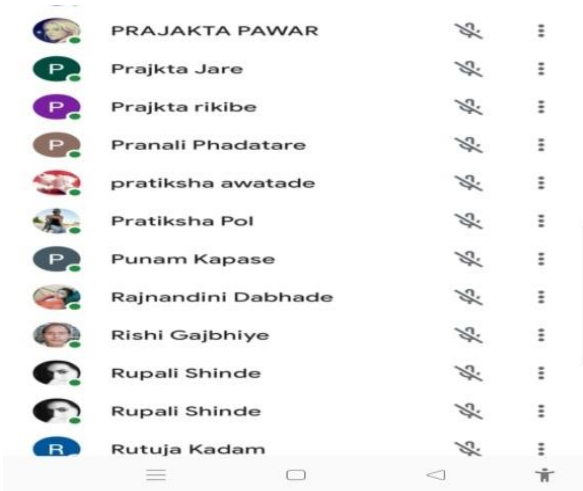 PRAJAKTA PAWAR
P Prajkta Jare
P Prajkta rikibe
P Pranali Phadatare
pratiksha awatade
Pratiksha Pol
P Punam Kapase
Rajnandini Dabhade
Rishi Gajbhiye
Rupali Shinde
Rupali Shinde
R Rutuja Kadam